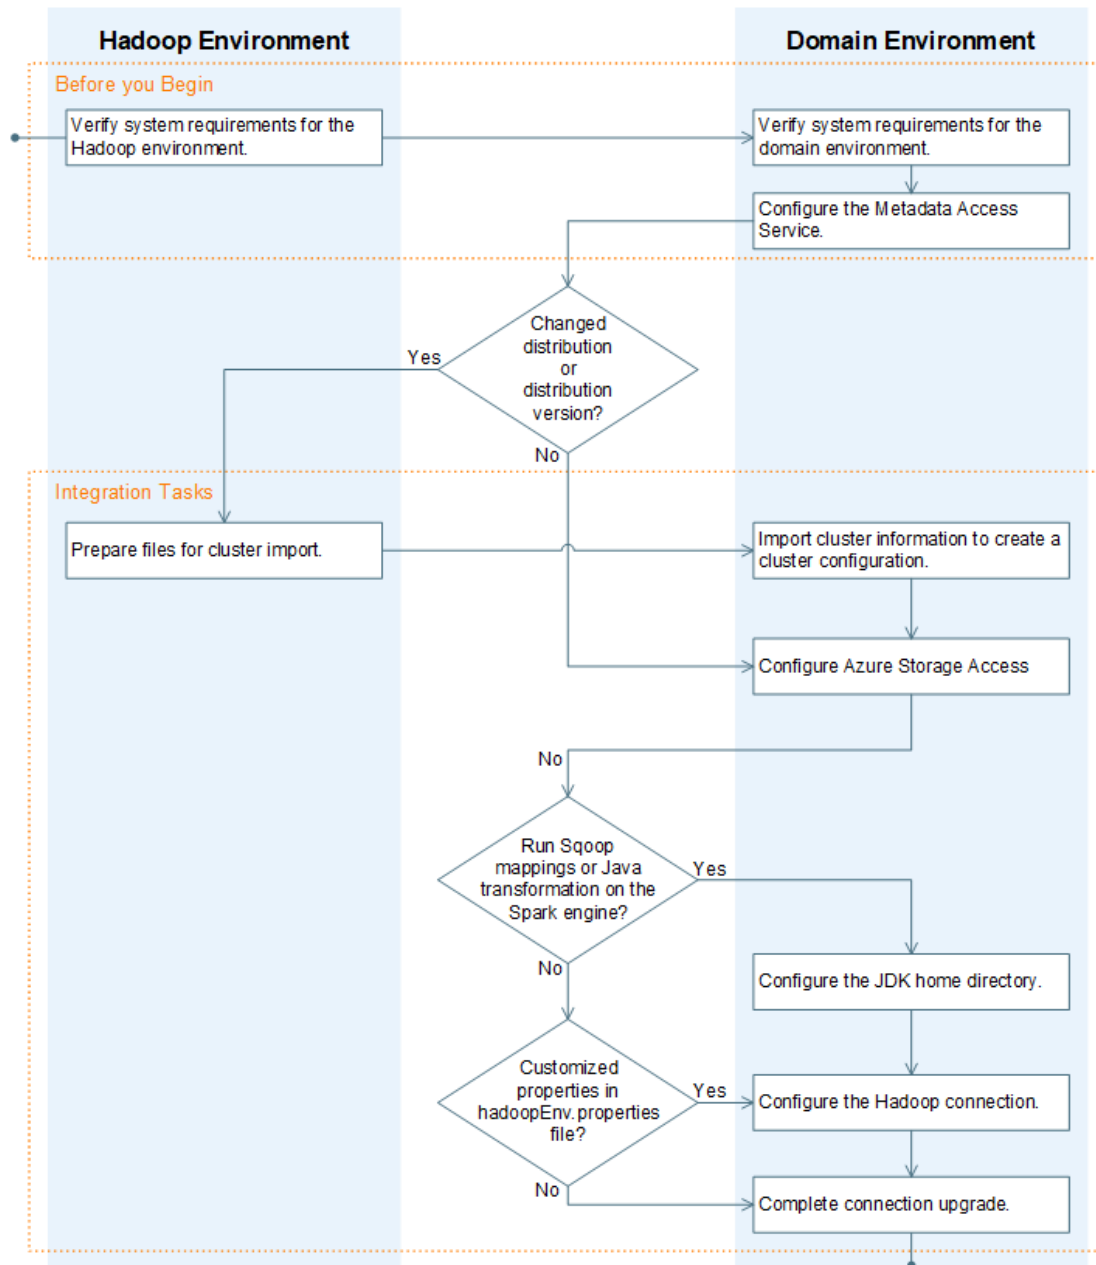 Hadoop Environment
Domain Environment
Before you Begin
Verify system requirements for the
Hadoop environment.
Verify system requirements for the
domain environment.
Configure the Metadata Access
Service.
Changed
distribution
or
distribution
version?
Yes
No
Integration Tasks
Prepare files for cluster import.
Import cluster information to create a
cluster configuration.
Configure Azure Storage Access
No
Run Sqoop
mappings or Java
transformation on the
Spark engine?
Yes
No
Configure the JDK home directory.
Customized
properties in
hadoopEnv.properties
file?
Yes
Configure the Hadoop connection.
No
Complete connection upgrade.